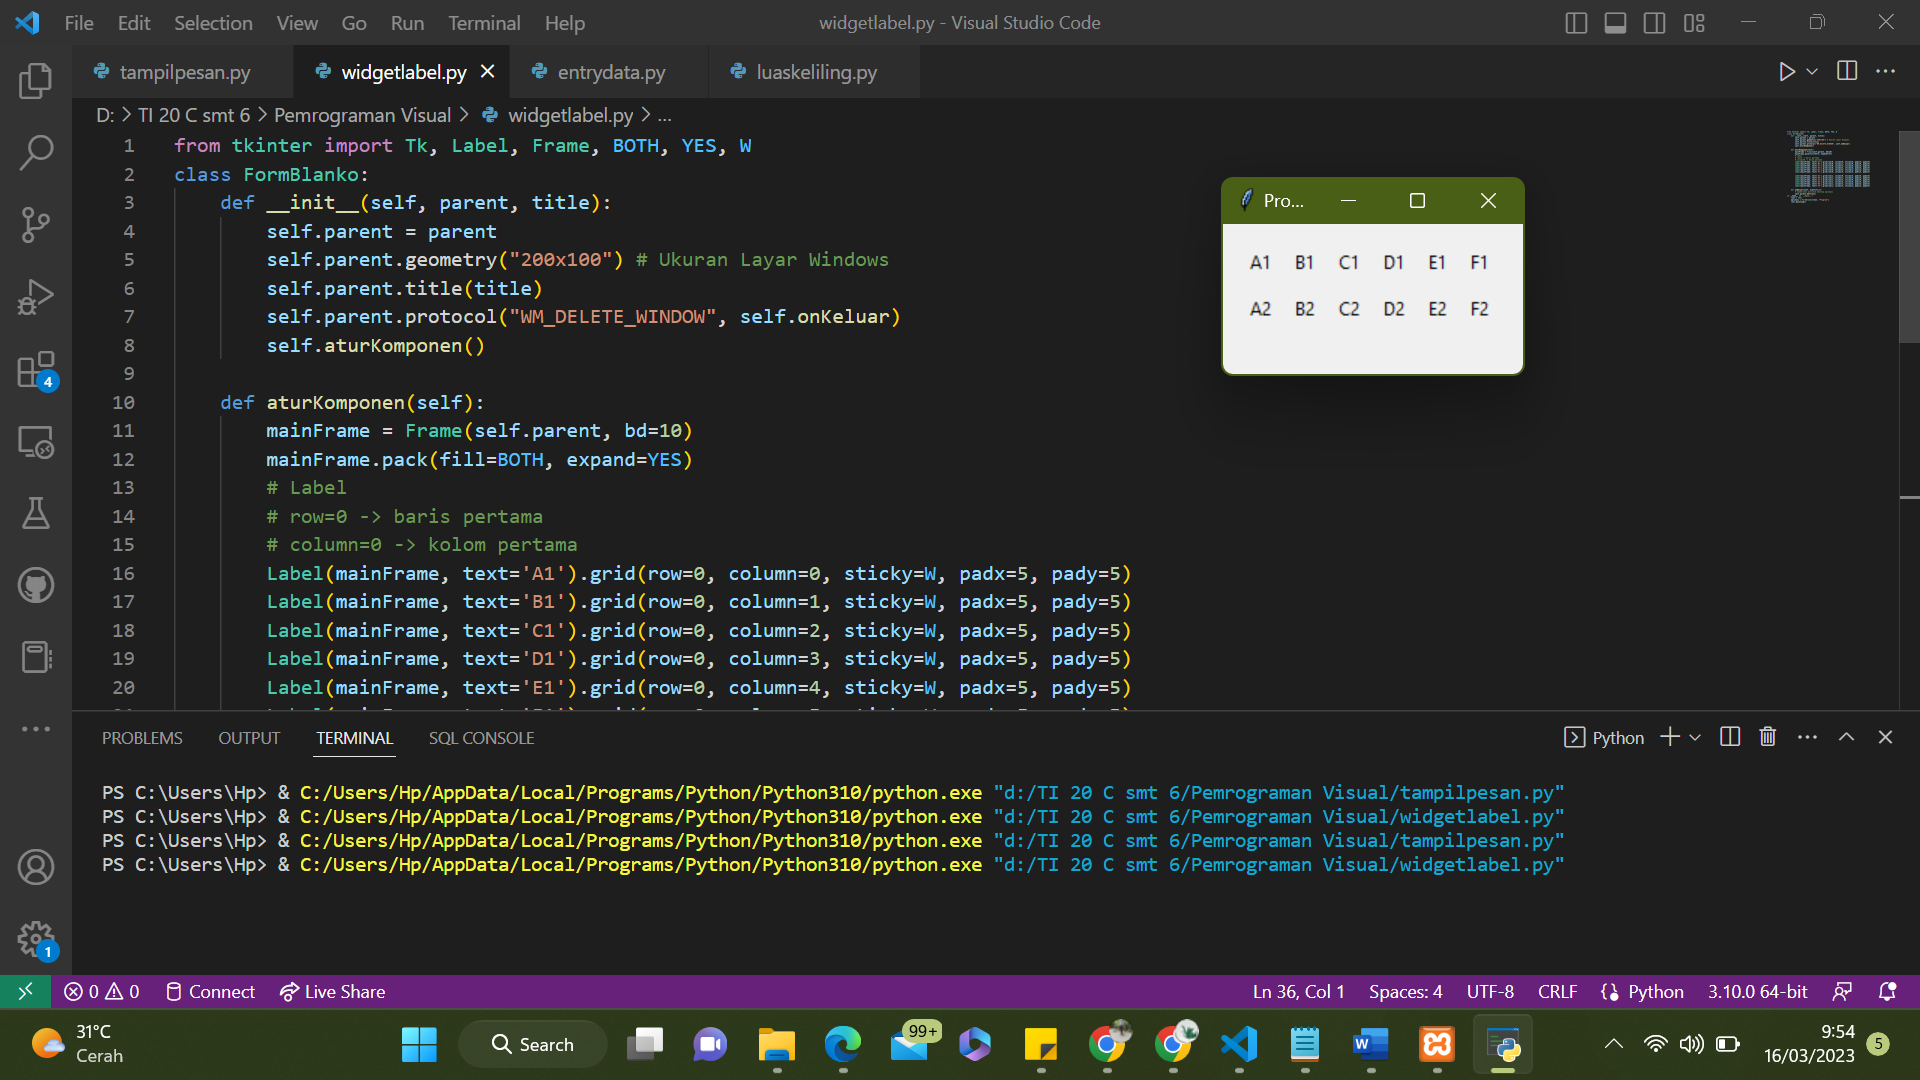 File Edit Selection View Go Run Terminal Help
widgetlabel.py - Visual Studio Code
tampilpesan.py
widgetlabel.py
entrydata.py
luaskeliling.py
D: > TI 20 C smt 6 > Pemrograman Visual > widgetlabel.py > ...
1 from tkinter import Tk, Label, Frame, BOTH, YES, W
2 class FormBlanko:
3 def __init__(self, parent, title):
4 self.parent = parent
5 self.parent.geometry("200x100") # Ukuran Layar Windows
6 self.parent.title(title)
7 self.parent.protocol("WM_DELETE_WINDOW", self.onKeluar)
8 self.aturKomponen()
9
10 def aturKomponen(self):
11 mainFrame = Frame(self.parent, bd=10)
12 mainFrame.pack(fill=BOTH, expand=YES)
13 # Label
14 # row=0 -> baris pertama
15 # column=0 -> kolom pertama
16 Label(mainFrame, text='A1').grid(row=0, column=0, sticky=W, padx=5, pady=5)
17 Label(mainFrame, text='B1').grid(row=0, column=1, sticky=W, padx=5, pady=5)
18 Label(mainFrame, text='C1').grid(row=0, column=2, sticky=W, padx=5, pady=5)
19 Label(mainFrame, text='D1').grid(row=0, column=3, sticky=W, padx=5, pady=5)
20 Label(mainFrame, text='E1').grid(row=0, column=4, sticky=W, padx=5, pady=5)
Pro...
A1 B1 C1 D1 E1 F1
A2 B2 C2 D2 E2 F2
4
1
PROBLEMS OUTPUT TERMINAL SQL CONSOLE
Python
PS C:\Users\Hp> & C:/Users/Hp/AppData/Local/Programs/Python/Python310/python.exe "d:/TI 20 C smt 6/Pemrograman Visual/tampilpesan.py"
PS C:\Users\Hp> & C:/Users/Hp/AppData/Local/Programs/Python/Python310/python.exe "d:/TI 20 C smt 6/Pemrograman Visual/widgetlabel.py"
PS C:\Users\Hp> & C:/Users/Hp/AppData/Local/Programs/Python/Python310/python.exe "d:/TI 20 C smt 6/Pemrograman Visual/tampilpesan.py"
PS C:\Users\Hp> & C:/Users/Hp/AppData/Local/Programs/Python/Python310/python.exe "d:/TI 20 C smt 6/Pemrograman Visual/widgetlabel.py"
0 0 Connect Live Share
Ln 36, Col 1 Spaces: 4 UTF-8 CRLF Python 3.10.0 64-bit
31°C
Cerah
Search
99+
W
9:54
16/03/2023
5